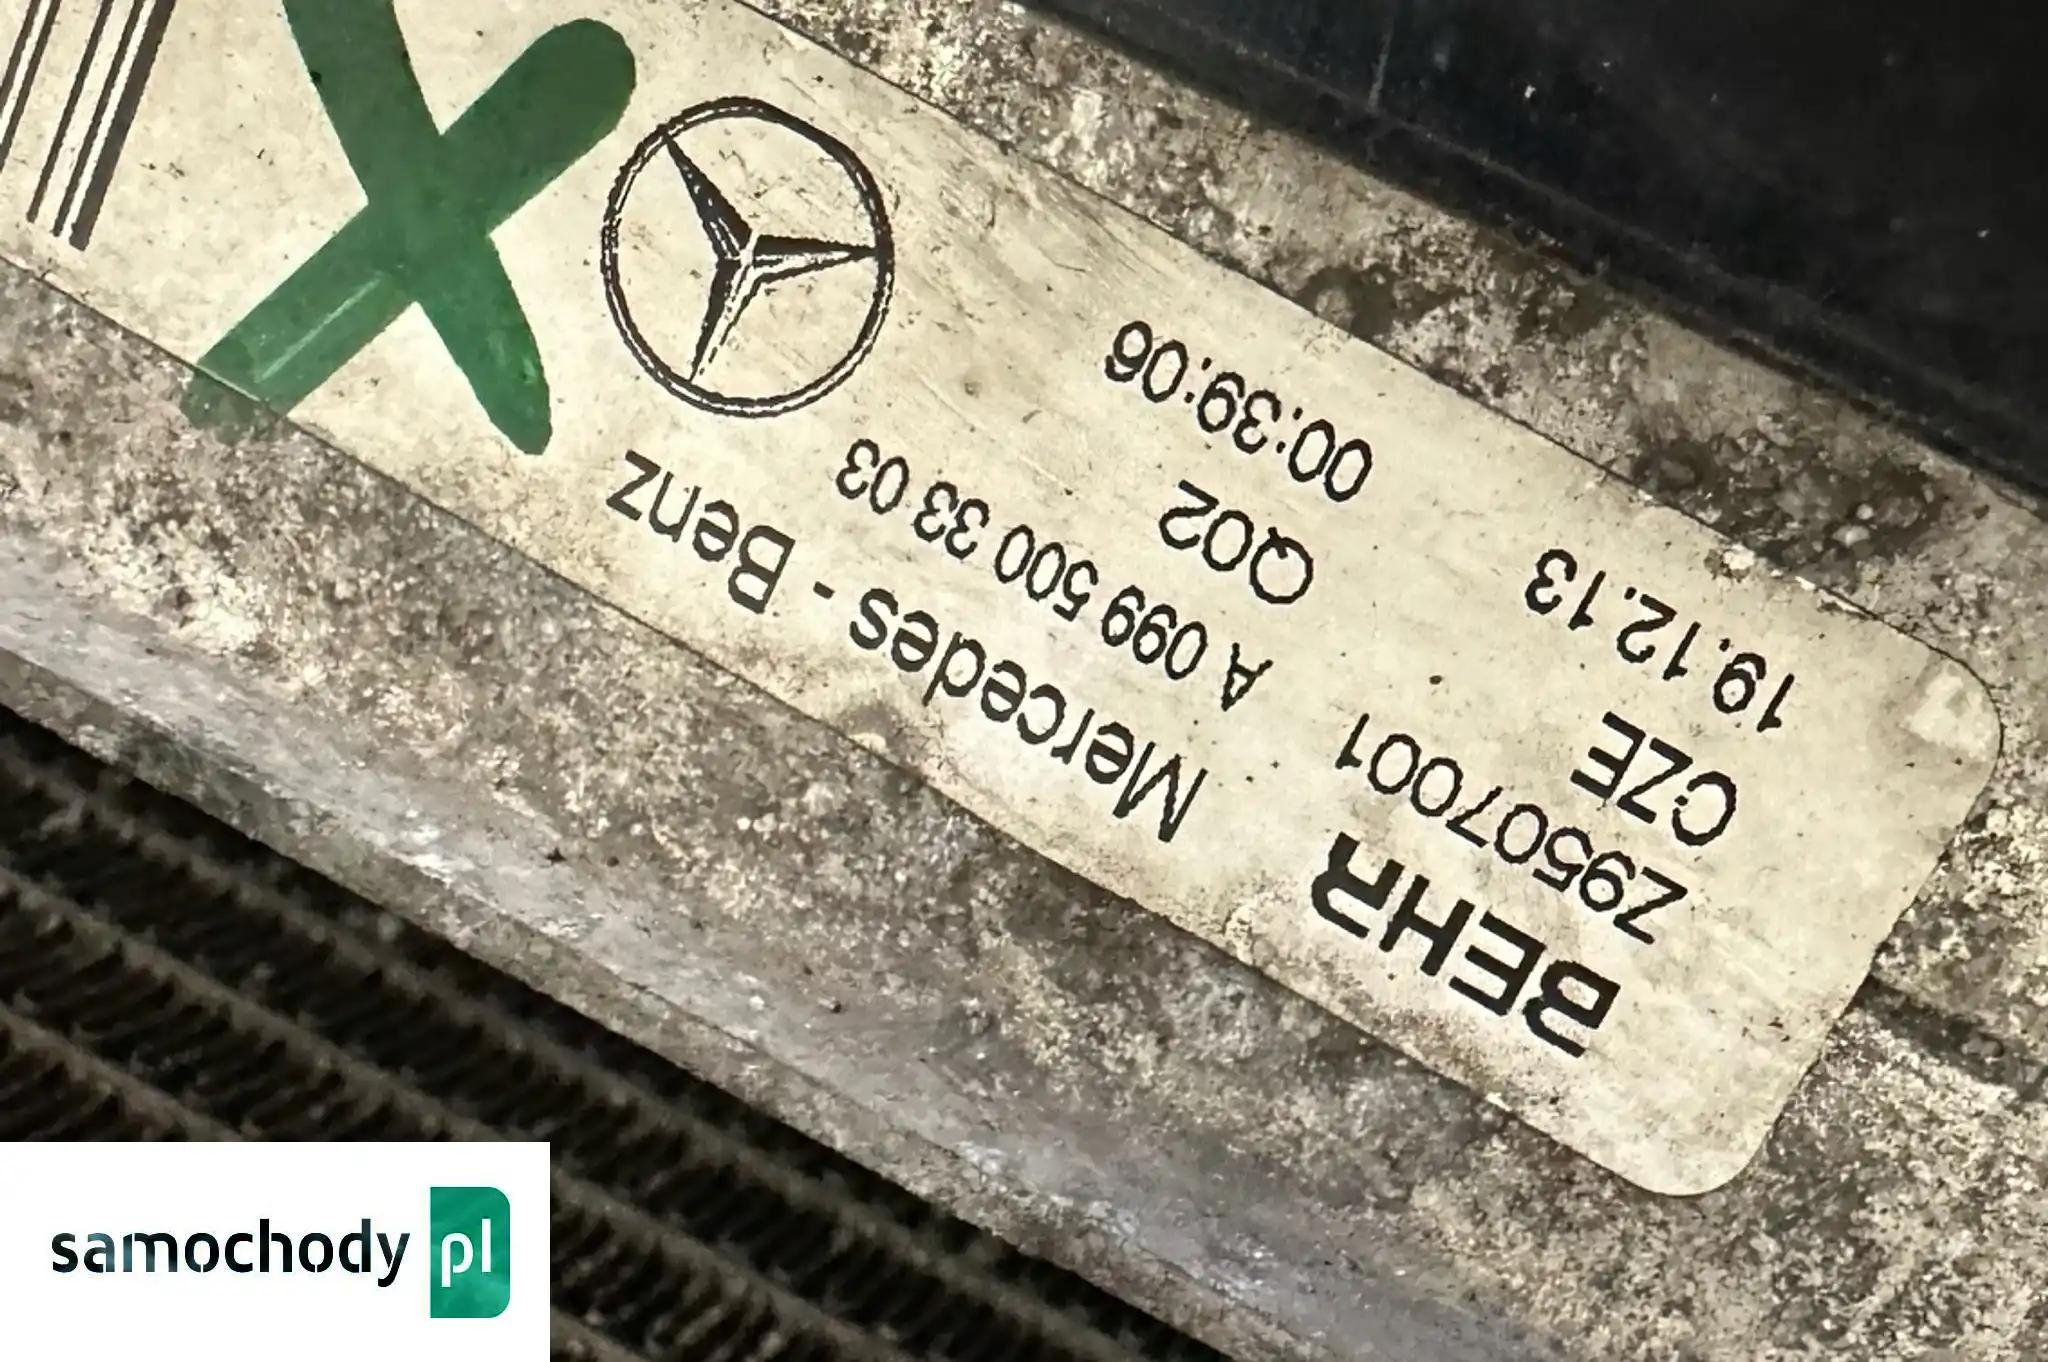 BEHR
Z9507001
CZE
19.12.13
Mercedes - Benz
A 099 500 33 03
Q02
00:39:06
samochody pl